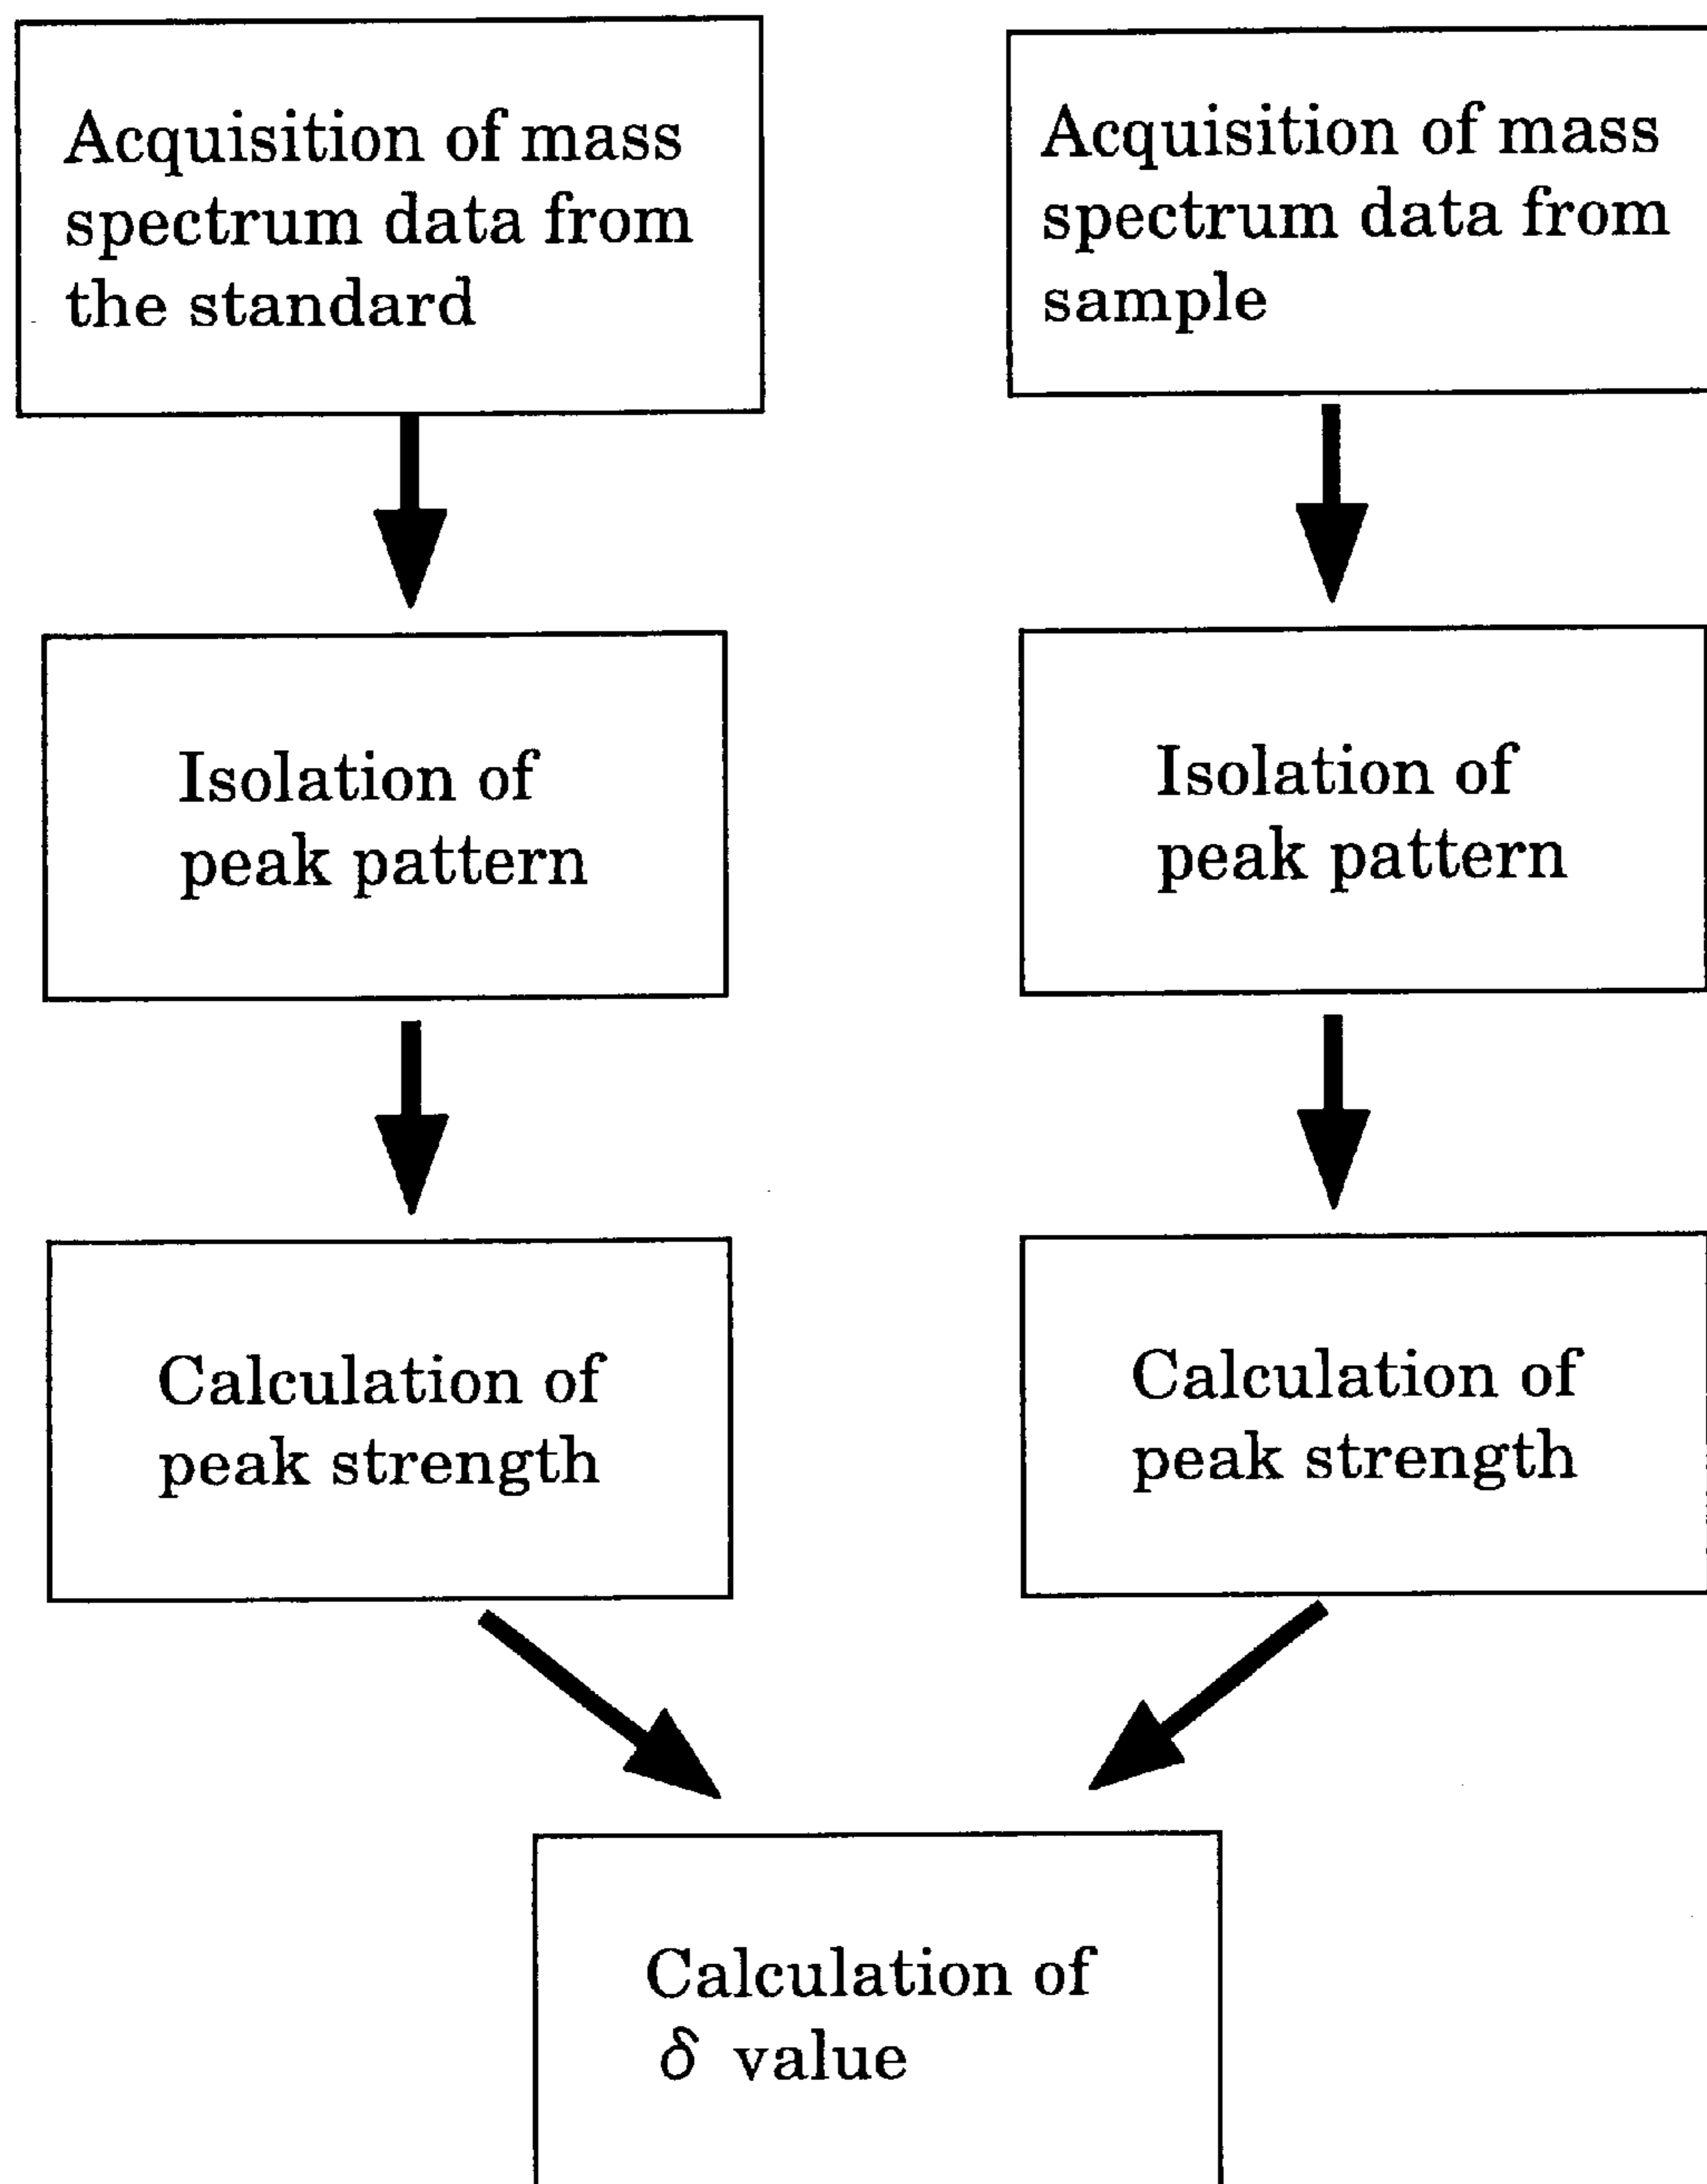 Acquisition of mass
spectrum data from
the standard
Acquisition of mass
spectrum data from
sample
Isolation of
peak pattern
Isolation of
peak pattern
Calculation of
peak strength
Calculation of
peak strength
Calculation of
δ value